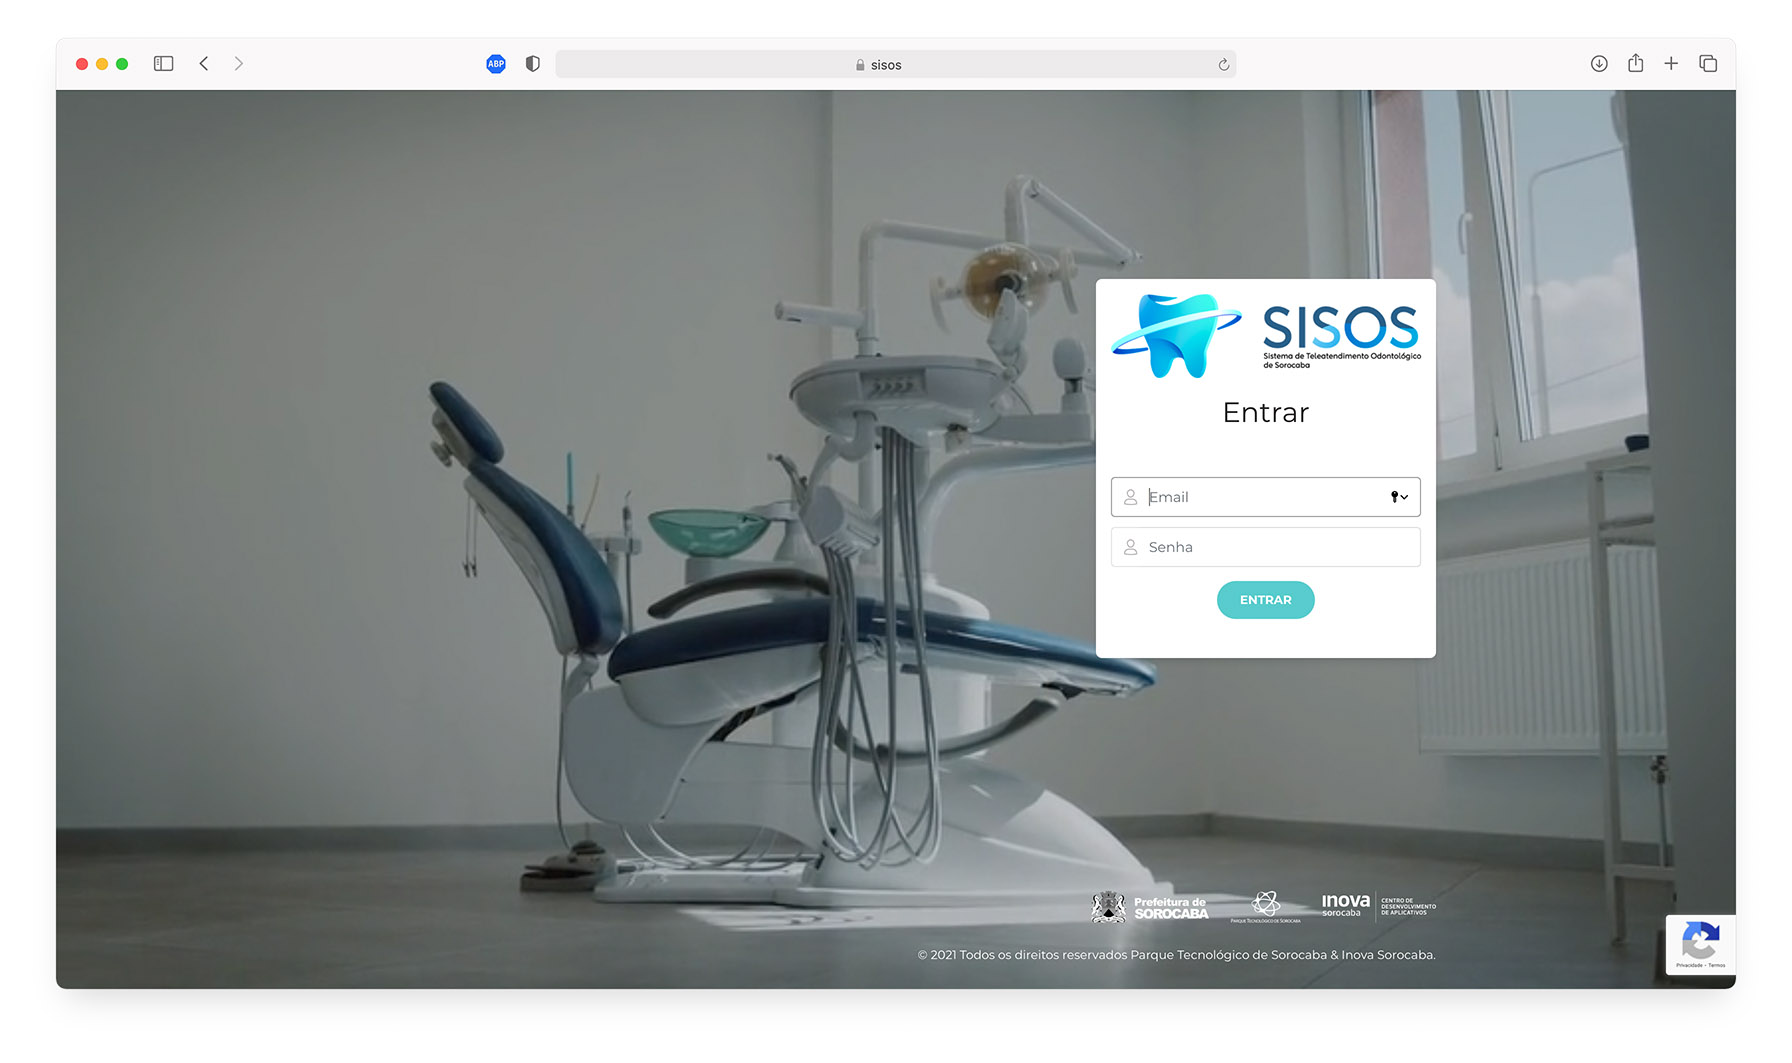 ABP
sisos
SISOS
Sistema de Teleatendimento Odontológico
de Sorocaba
Entrar
Email
Senha
ENTRAR
Prefeitura de
SOROCABA
Parque Tecnológico de Sorocaba
inova
sorocaba
CENTRO DE
DESENVOLVIMENTO
DE APLICATIVOS
© 2021 Todos os direitos reservados Parque Tecnológico de Sorocaba & Inova Sorocaba.
Privacidade - Termos